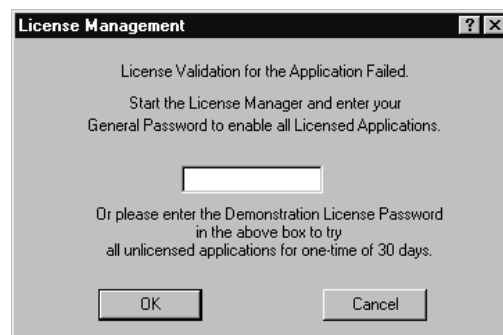 License Management
License Validation for the Application Failed.
Start the License Manager and enter your
General Password to enable all Licensed Applications.
Or please enter the Demonstration License Password
in the above box to try
all unlicensed applications for one-time of 30 days.
OK Cancel